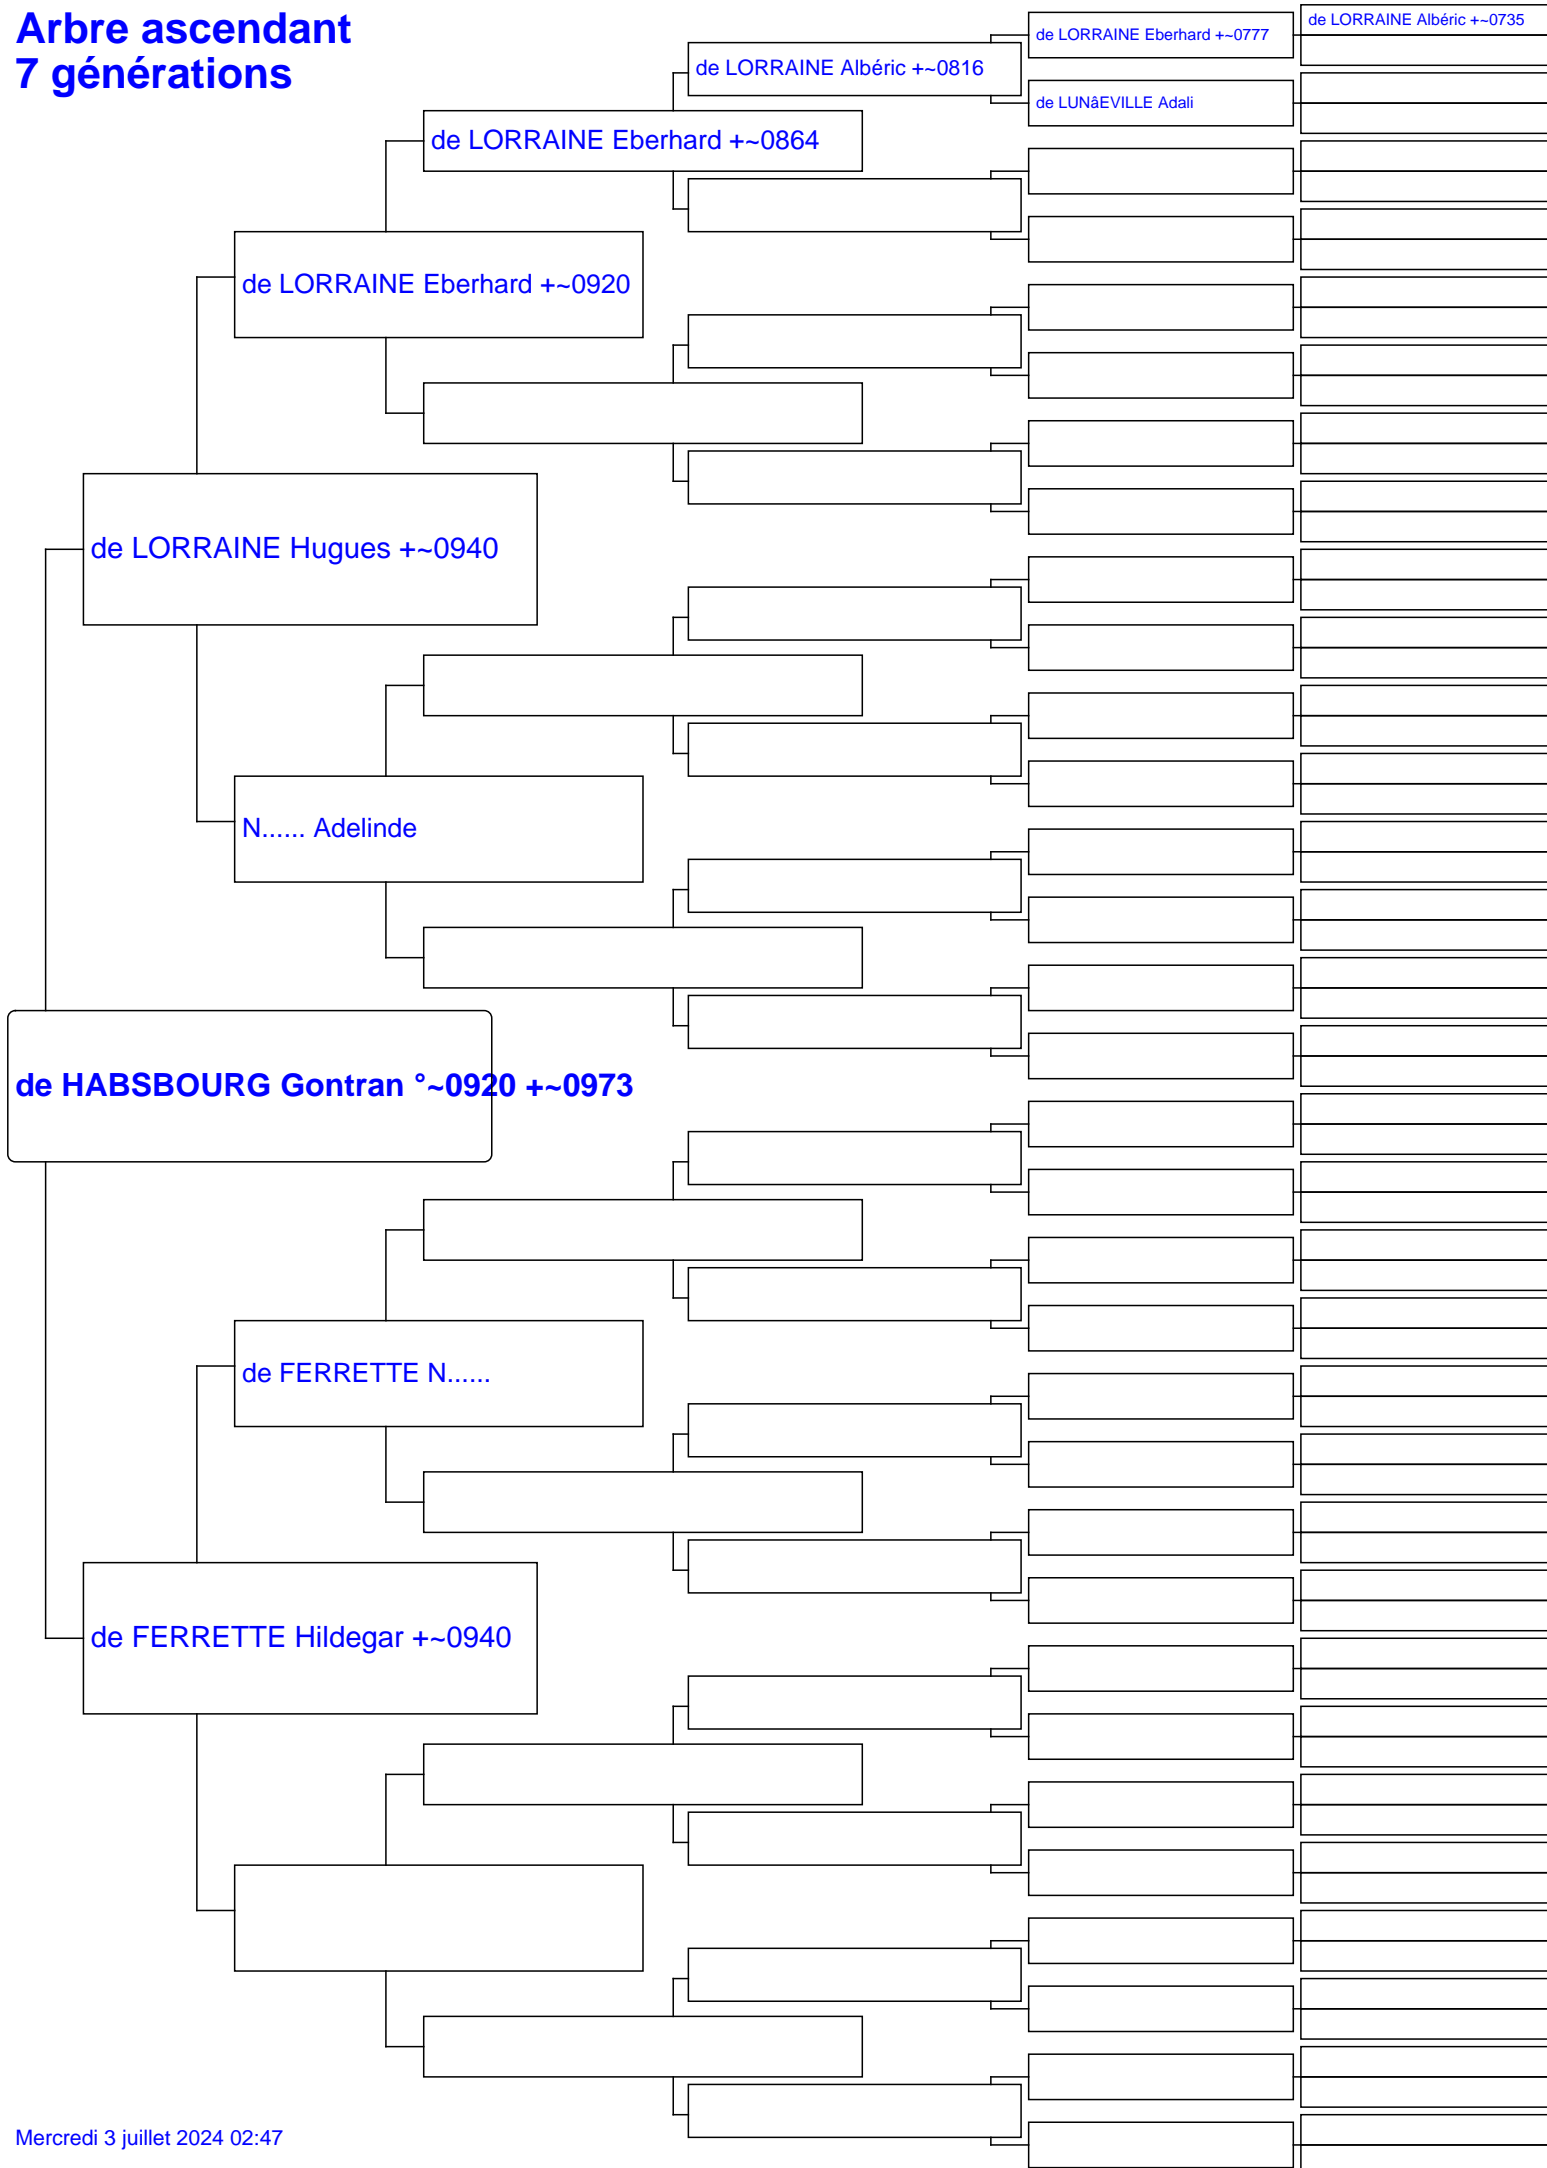 Arbre ascendant
7 générations
de LORRAINE Albéric +~0735
de LORRAINE Eberhard +~0777
de LORRAINE Albéric +~0816
de LUNâEVILLE Adali
de LORRAINE Eberhard +~0864
de LORRAINE Eberhard +~0920
de LORRAINE Hugues +~0940
N...... Adelinde
de HABSBOURG Gontran °~0920 +~0973
de FERRETTE N......
de FERRETTE Hildegar +~0940
Mercredi 3 juillet 2024 02:47